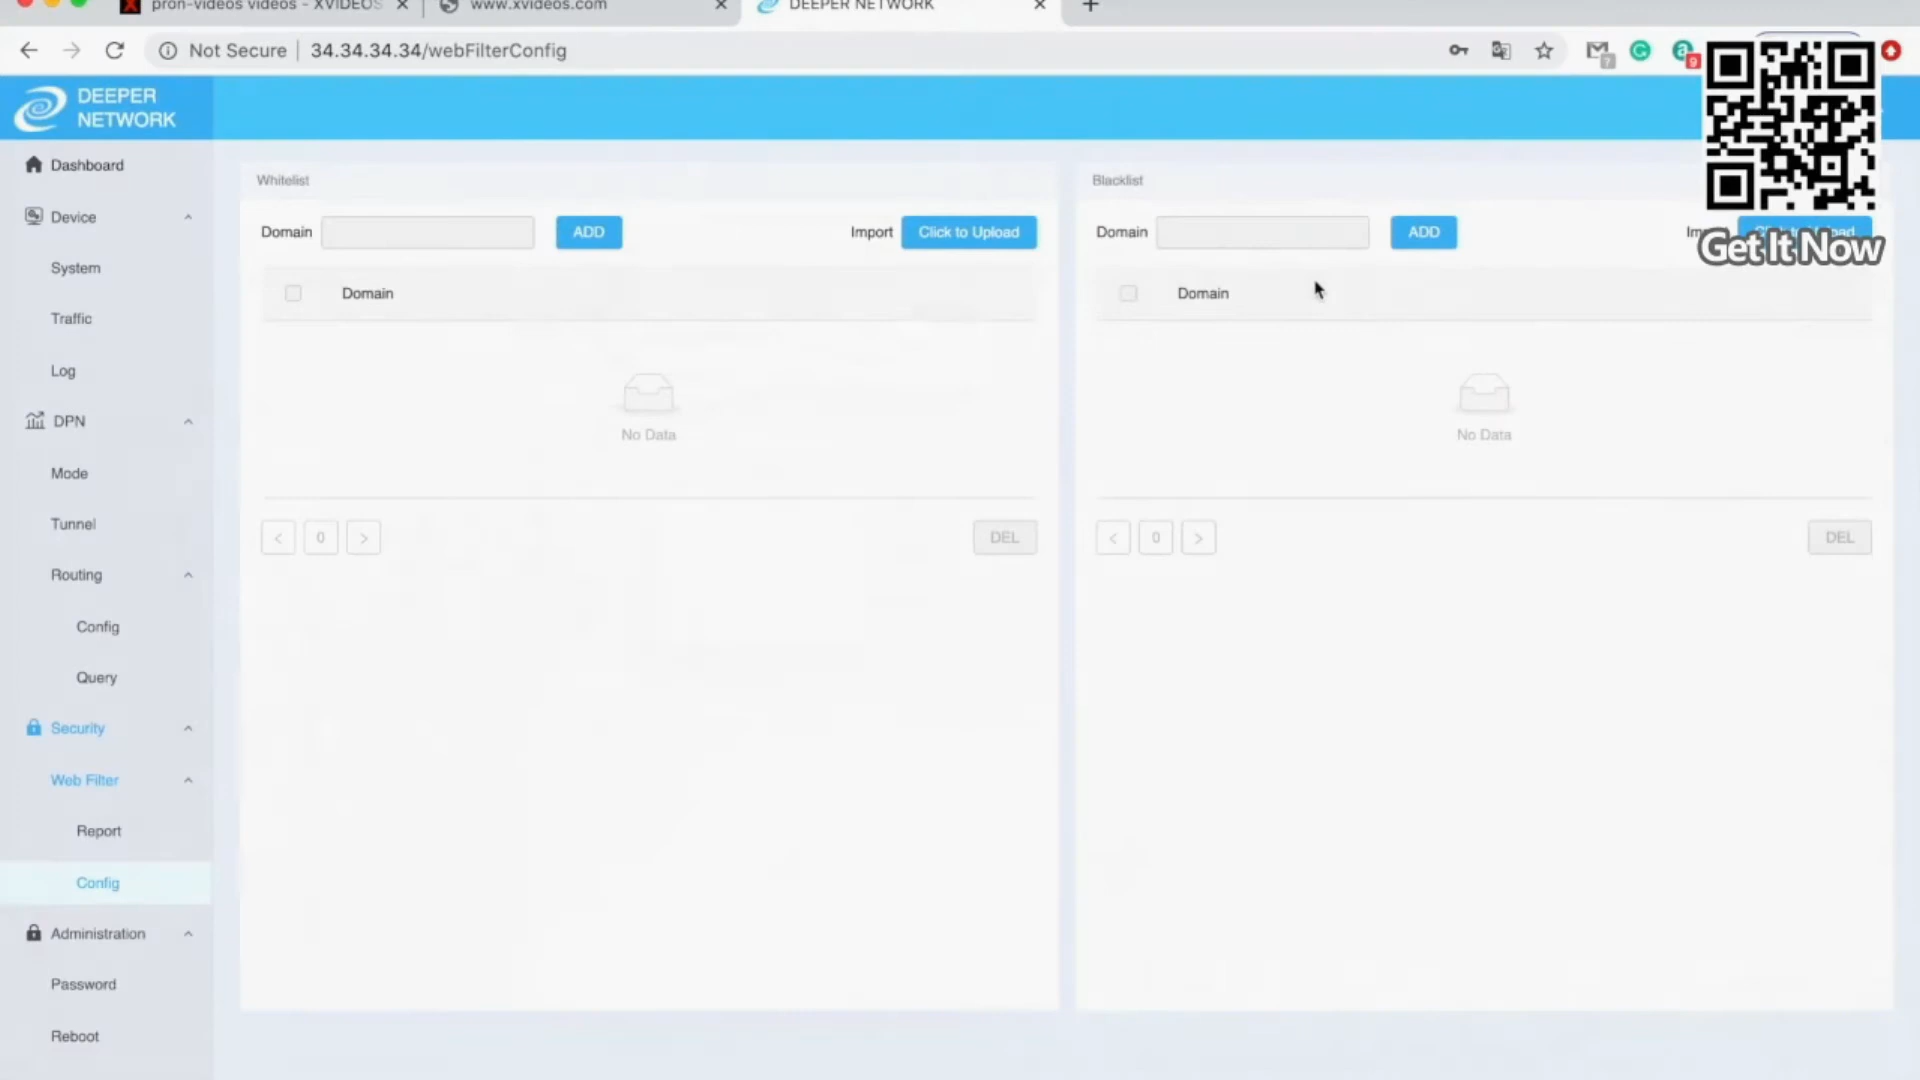 pron-videos videos - XVIDEOS
www.xvideos.com
DEEPER NETWORK
Not Secure
34.34.34.34/webFilterConfig
?
9
DEEPER
NETWORK
Dashboard
Device
System
Traffic
Log
DPN
Mode
Tunnel
Routing
Config
Query
Security
Web Filter
Report
Config
Administration
Password
Reboot
Whitelist
Domain
ADD
Import
Click to Upload
Domain
No Data
< 0 >
DEL
Blacklist
Domain
ADD
Get It Now
Domain
No Data
< 0 >
DEL